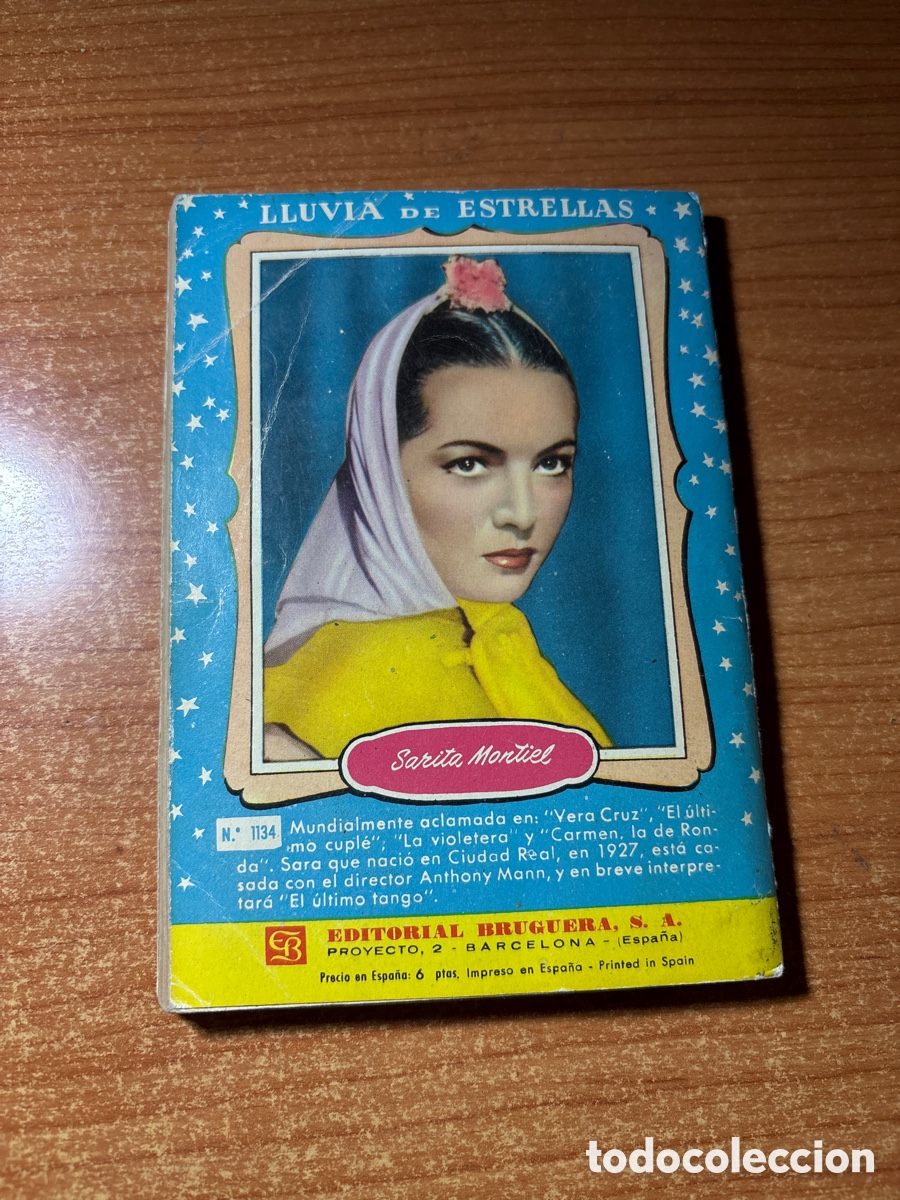 LLUVIA DE ESTRELLAS
Sarita Montiel
N.º 1134 Mundialmente aclamada en: "Vera Cruz", "El últi-
mo cuplé", "La violetera" y "Carmen, la de Ron-
da". Sara que nació en Ciudad Real, en 1927, está ca-
sada con el director Anthony Mann, y en breve interpre-
tará "El último tango".
EB EDITORIAL BRUGUERA, S. A.
PROYECTO, 2 - BARCELONA - (España)
Precio en España: 6 ptas, Impreso en España - Printed in Spain
todocoleccion